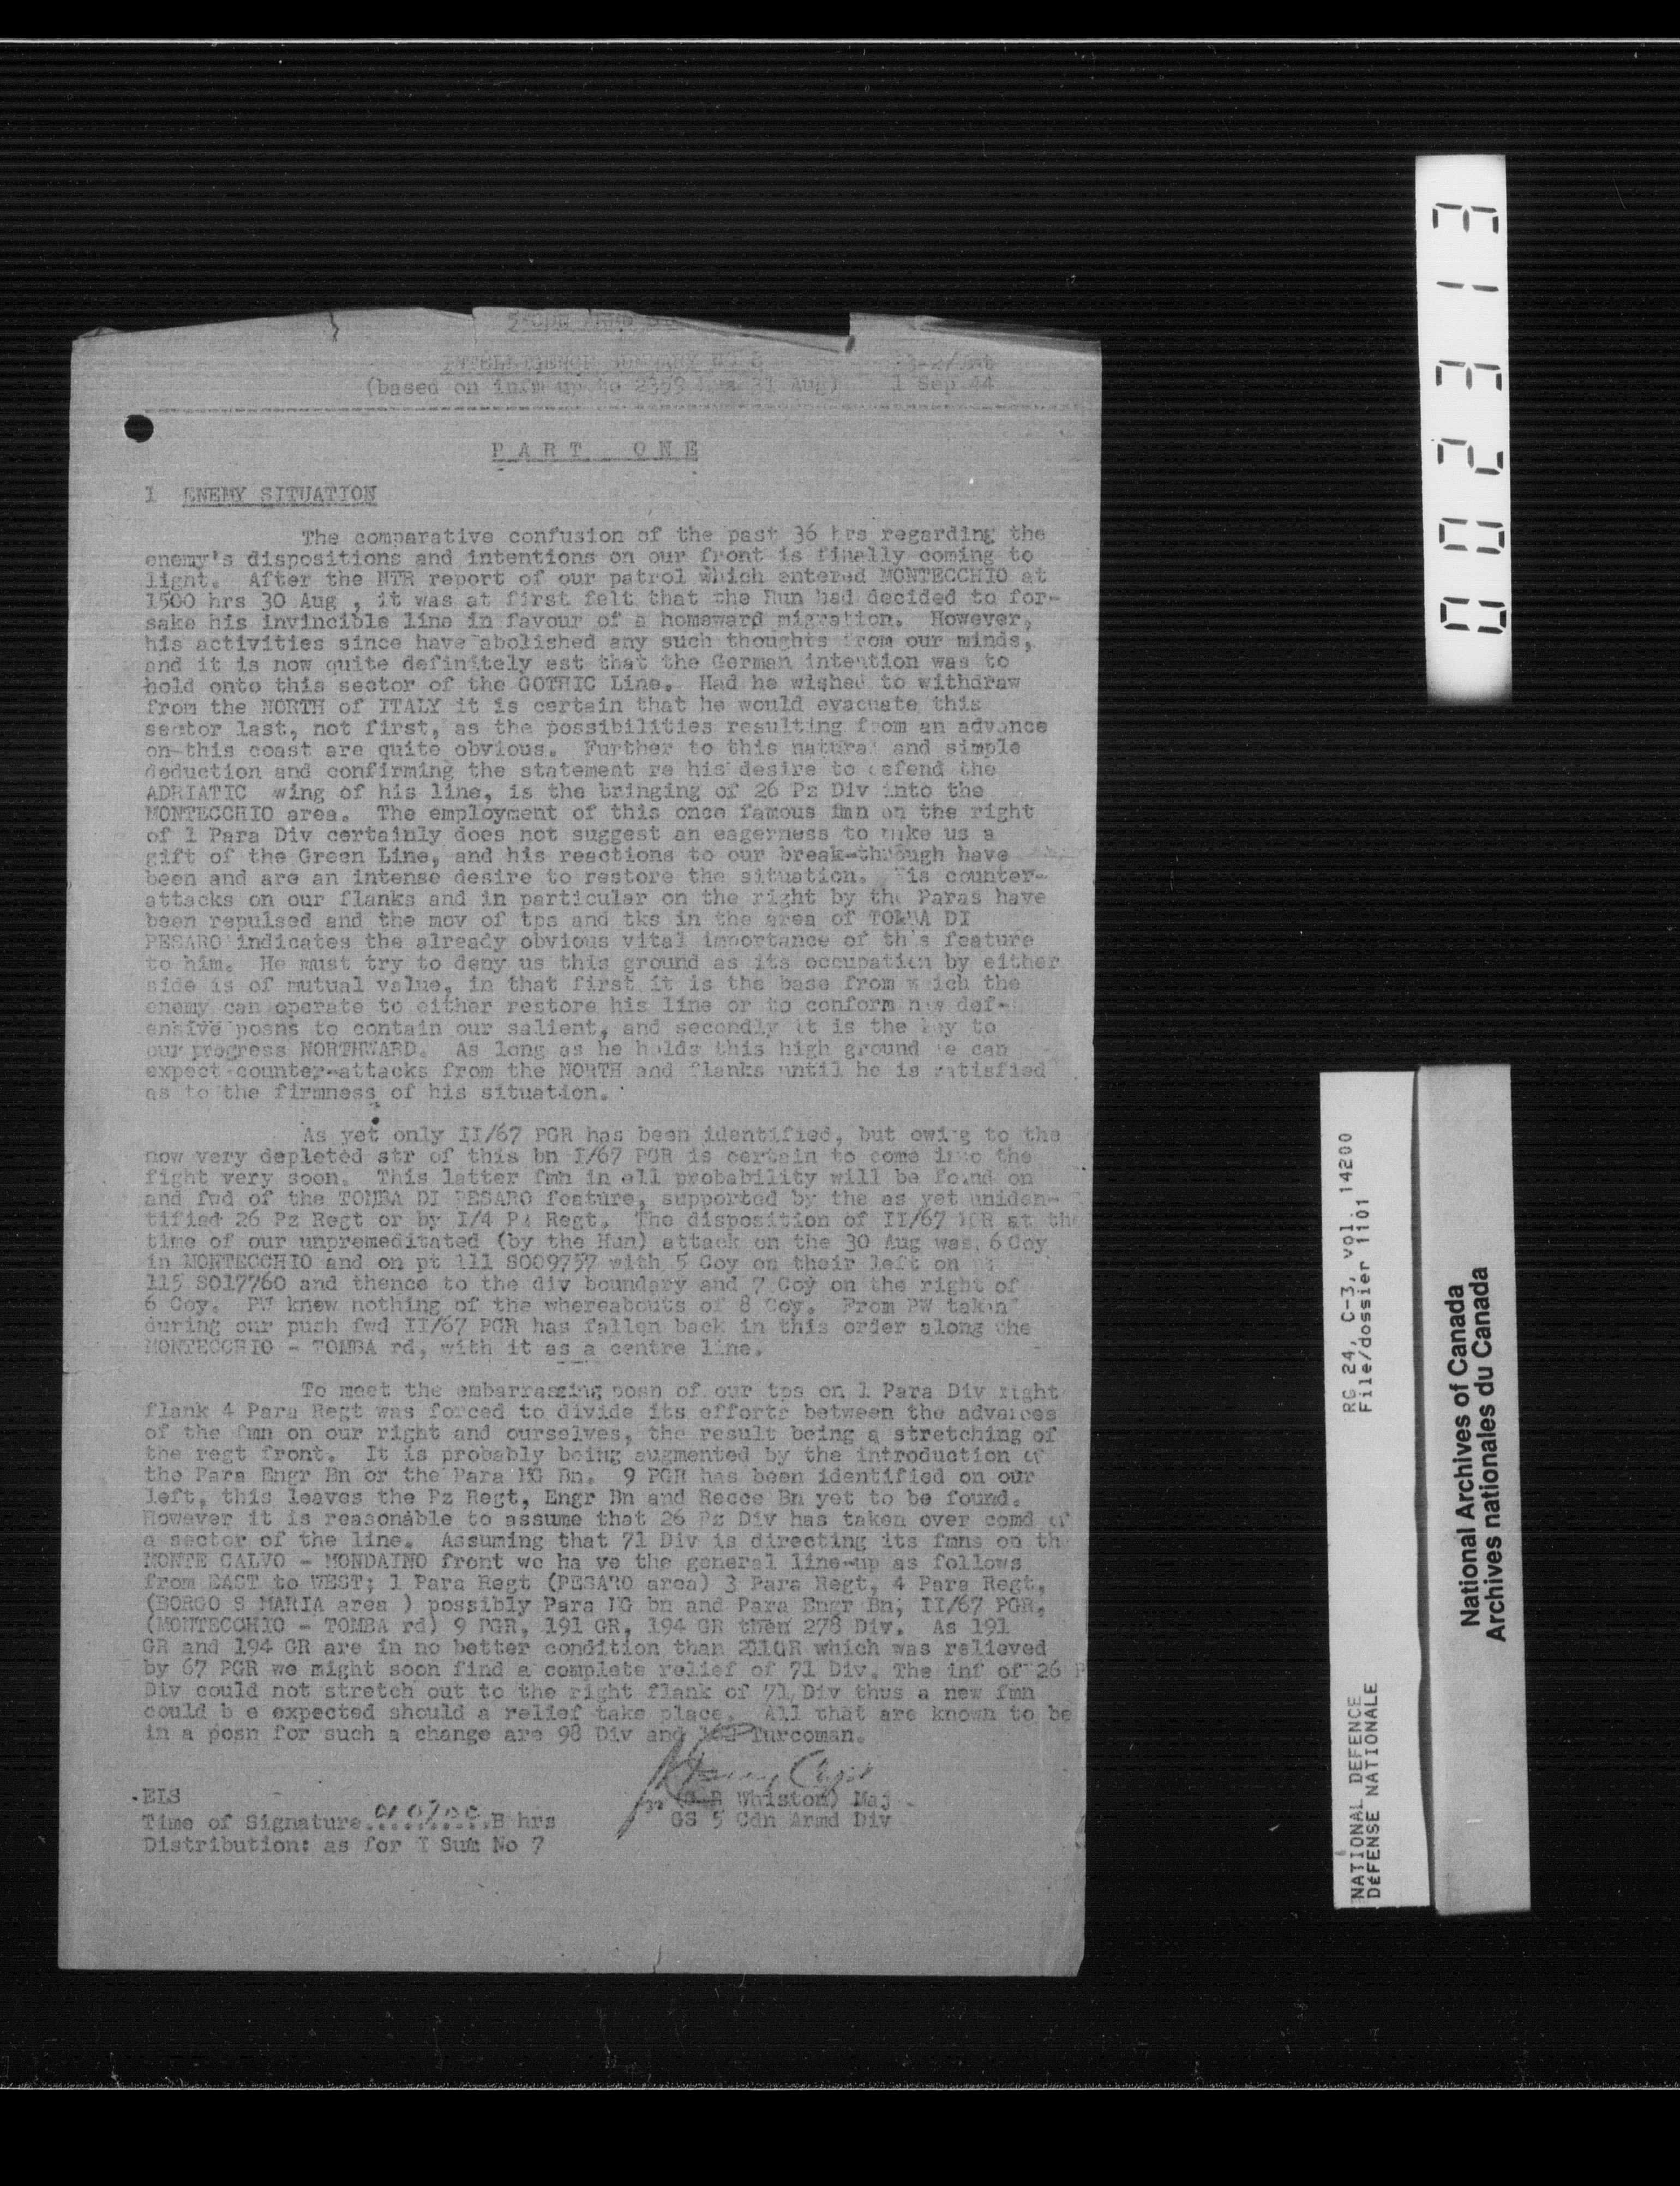 5 CDN ARMD
INTELLIGENCE SUMMARY NO 8 3-2/Int
(based on infm up to 2359 hrs 31 Aug) 1 Sep 44
PART ONE
1 ENEMY SITUATION
The comparative confusion of the past 36 hrs regarding the
enemy's dispositions and intentions on our front is finally coming to
light. After the NTR report of our patrol which entered MONTECCHIO at
1500 hrs 30 Aug , it was at first felt that the Hun had decided to for-
sake his invincible line in favour of a homeward migration. However,
his activities since have abolished any such thoughts from our minds,
and it is now quite definitely est that the German intention was to
hold onto this sector of the GOTHIC Line. Had he wished to withdraw
from the NORTH of ITALY it is certain that he would evacuate this
sector last, not first, as the possibilities resulting from an advance
on this coast are quite obvious. Further to this natural and simple
deduction and confirming the statement re his desire to defend the
ADRIATIC wing of his line, is the bringing of 26 Pz Div into the
MONTECCHIO area. The employment of this once famous fmn on the right
of 1 Para Div certainly does not suggest an eagerness to make us a
gift of the Green Line, and his reactions to our break-through have
been and are an intense desire to restore the situation. His counter-
attacks on our flanks and in particular on the right by the Paras have
been repulsed and the mov of tps and tks in the area of TOMBA DI
PESARO indicates the already obvious vital importance of this feature
to him. He must try to deny us this ground as its occupation by either
side is of mutual value, in that first it is the base from which the
enemy can operate to either restore his line or to conform new def-
ensive posns to contain our salient, and secondly it is the key to
our progress NORTHWARD. As long as he holds this high ground we can
expect counter-attacks from the NORTH and flanks until he is satisfied
as to the firmness of his situation.
As yet only II/67 PGR has been identified, but owing to the
now very depleted str of this bn I/67 PGR is certain to come into the
fight very soon. This latter fmn in all probability will be found on
and fwd of the TOMBA DI PESARO feature, supported by the as yet uniden-
tified 26 Pz Regt or by I/4 Pz Regt. The disposition of II/67 PGR at the
time of our unpremeditated (by the Hun) attack on the 30 Aug was 6 Coy
in MONTECCHIO and on pt 111 S009757 with 5 Coy on their left on pt
115 S017760 and thence to the div boundary and 7 Coy on the right of
6 Coy. PW knew nothing of the whereabouts of 8 Coy. From PW taken
during our push fwd II/67 PGR has fallen back in this order along the
MONTECCHIO - TOMBA rd, with it as a centre line.
To meet the embarrassing posn of our tps on 1 Para Div right
flank 4 Para Regt was forced to divide its efforts between the advances
of the fmn on our right and ourselves, the result being a stretching of
the regt front. It is probably being augmented by the introduction of
the Para Engr Bn or the Para MG Bn. 9 PGR has been identified on our
left, this leaves the Pz Regt, Engr Bn and Recce Bn yet to be found.
However it is reasonable to assume that 26 Pz Div has taken over comd of
a sector of the line. Assuming that 71 Div is directing its fmns on the
MONTE CALVO - MONDAINO front we ha ve the general line-up as follows
from EAST to WEST; 1 Para Regt (PESARO area) 3 Para Regt, 4 Para Regt,
(BORGO S MARIA area ) possibly Para MG bn and Para Engr Bn; II/67 PGR,
(MONTECCHIO - TOMBA rd) 9 PGR, 191 GR, 194 GR then 278 Div. As 191
GR and 194 GR are in no better condition than 211GR which was relieved
by 67 PGR we might soon find a complete relief of 71 Div. The inf of 26 P
Div could not stretch out to the right flank of 71 Div thus a new fmn
could b e expected should a relief take place. All that are known to be
in a posn for such a change are 98 Div and 162 Turcoman.
ELS
Whiston) Maj
Time of Signature 010700 B hrs GS 5 Cdn Armd Div
Distribution: as for I Sum No 7
0002313
RG 24, C-3, vol. 14200
File/dossier 1101
NATIONAL DEFENCE
DÉFENSE NATIONALE
National Archives of Canada
Archives nationales du Canada